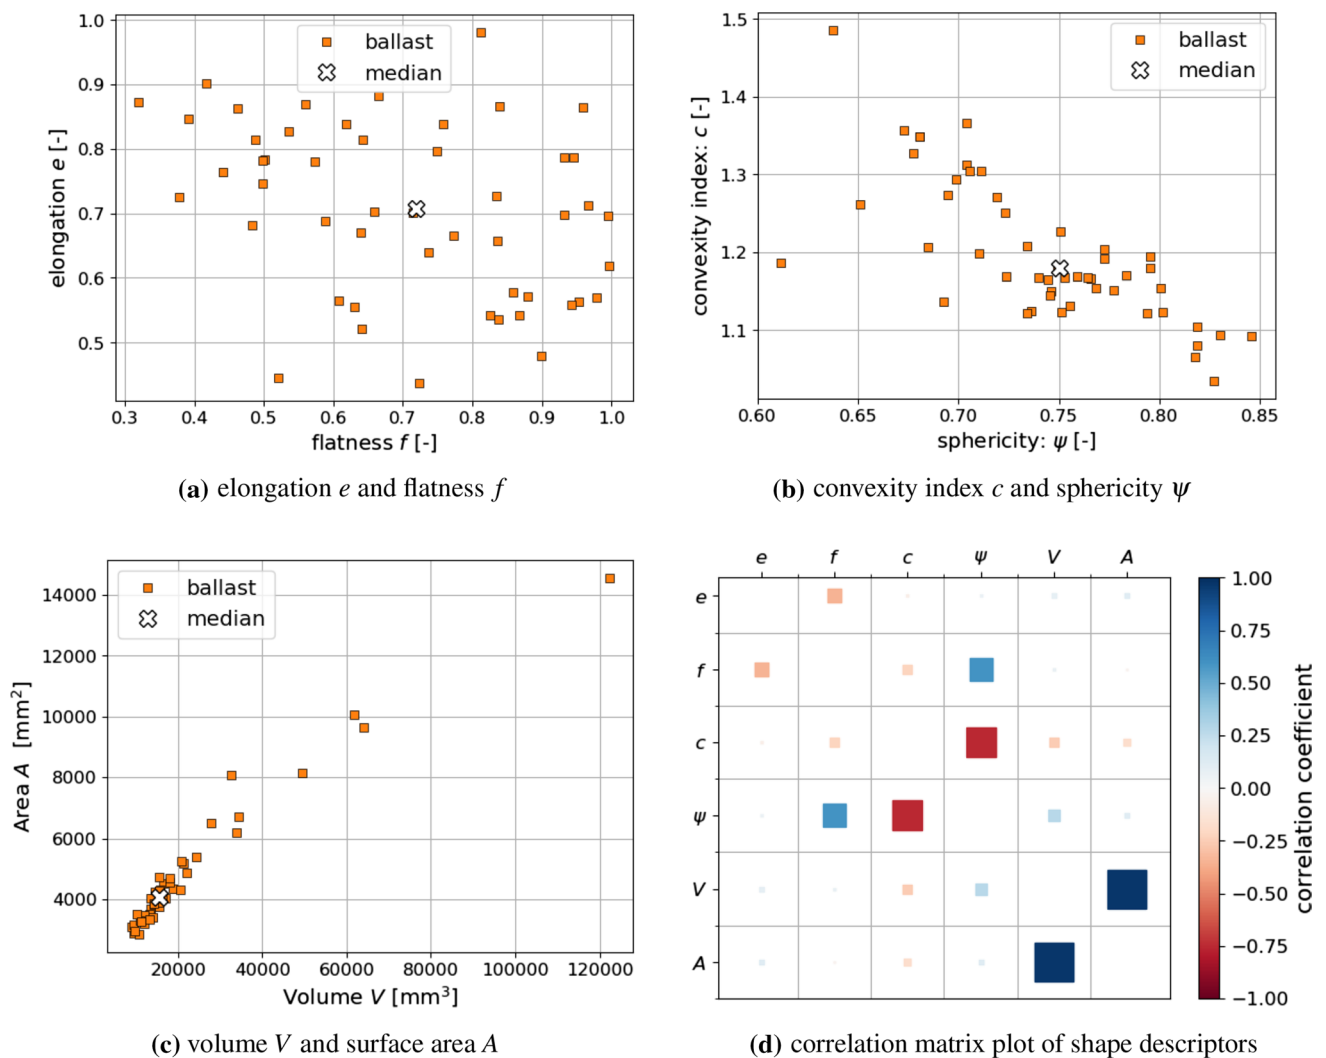 1.0
0.9
0.8
0.7
0.6
0.5
elongation e [-]
ballast
median
0.3 0.4 0.5 0.6 0.7 0.8 0.9 1.0
flatness f [-]
(a) elongation e and flatness f
1.5
1.4
1.3
1.2
1.1
convexity index: c [-]
ballast
median
0.60 0.65 0.70 0.75 0.80 0.85
sphericity: ψ [-]
(b) convexity index c and sphericity ψ
14000
12000
10000
8000
6000
4000
Area A [mm²]
ballast
median
20000 40000 60000 80000 100000 120000
Volume V [mm³]
(c) volume V and surface area A
e f c ψ V A
e
f
c
ψ
V
A
1.00
0.75
0.50
0.25
0.00
−0.25
−0.50
−0.75
−1.00
correlation coefficient
(d) correlation matrix plot of shape descriptors